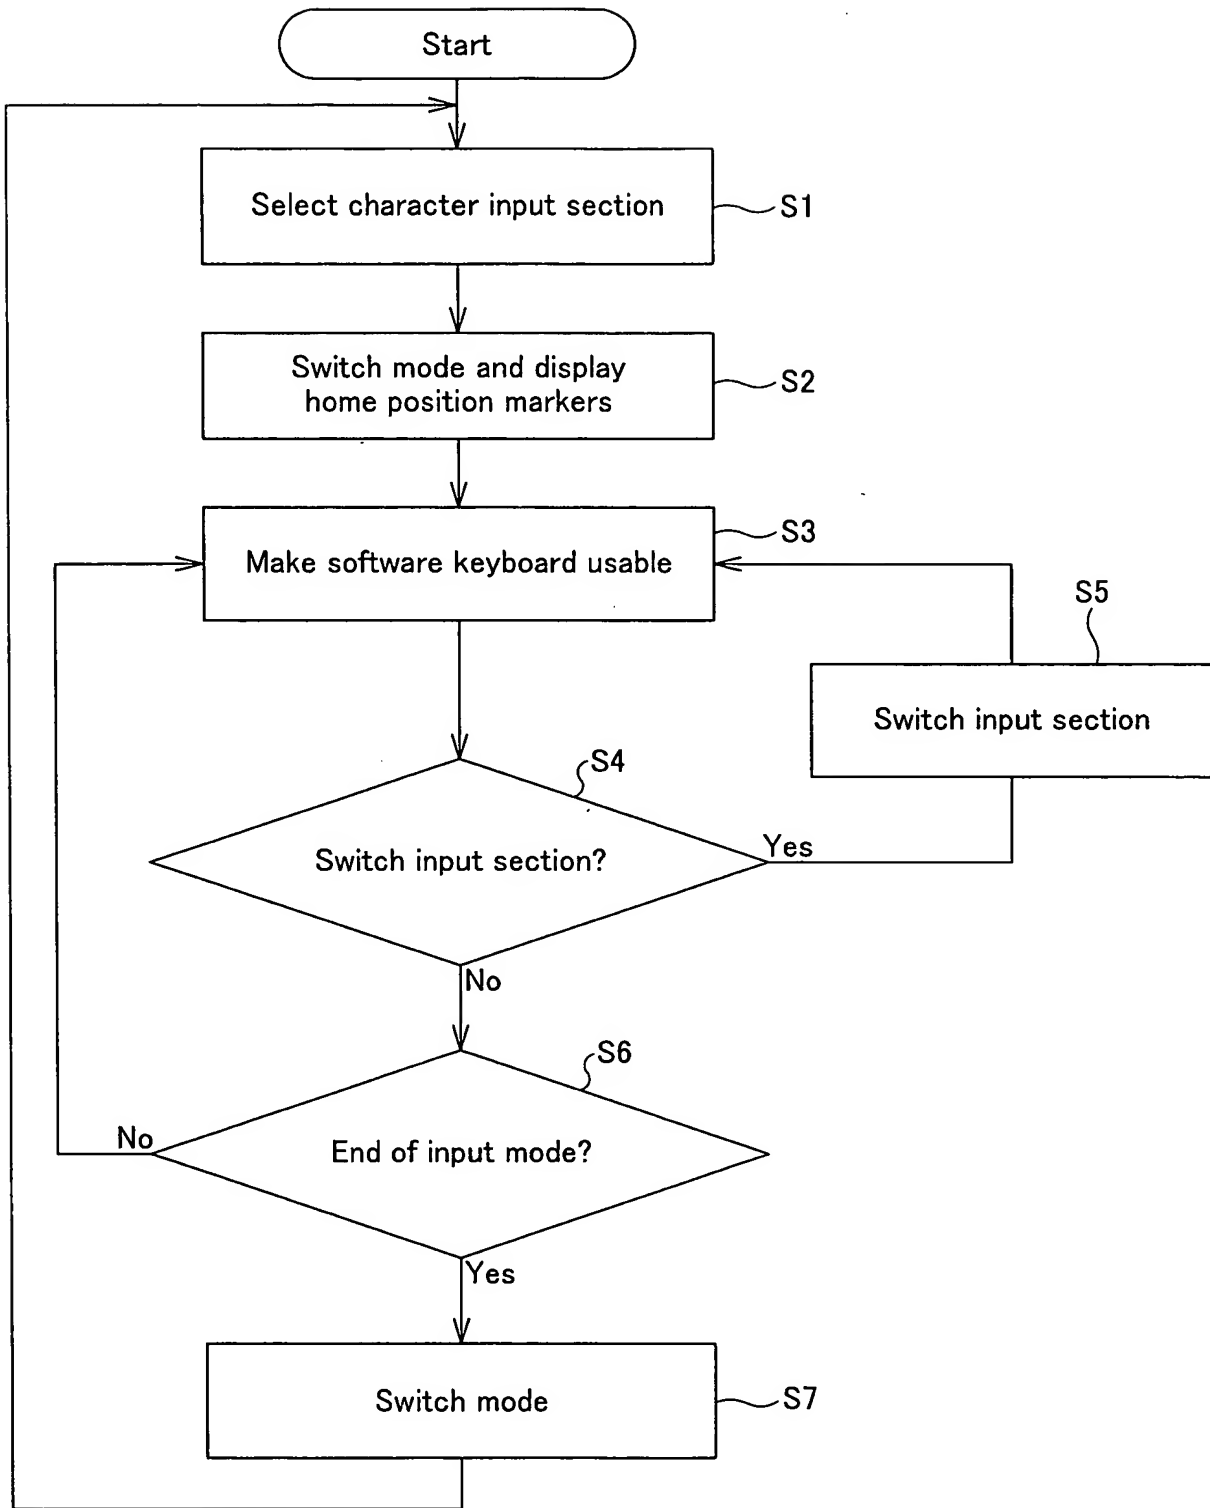 Start
Select character input section
S1
Switch mode and display
home position markers
S2
Make software keyboard usable
S3
S5
Switch input section
S4
Switch input section?
Yes
No
S6
End of input mode?
No
Yes
Switch mode
S7